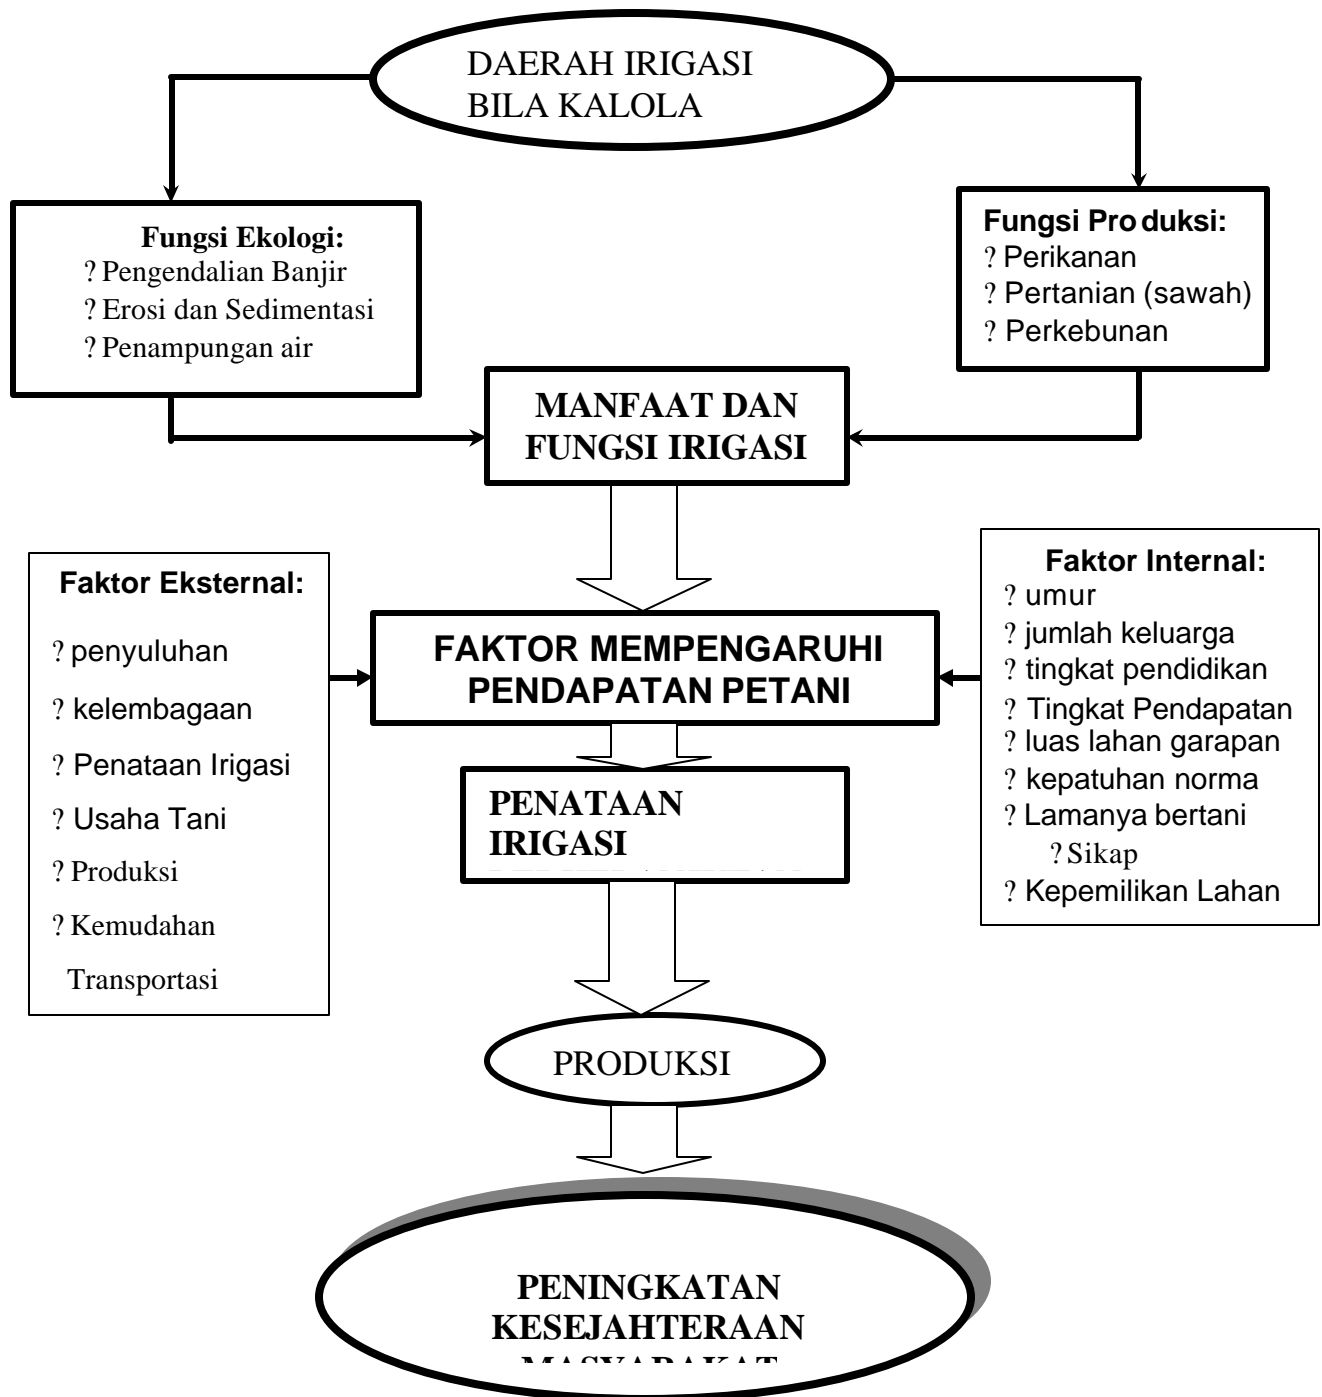 DAERAH IRIGASI
BILA KALOLA
Fungsi Ekologi:
? Pengendalian Banjir
? Erosi dan Sedimentasi
? Penampungan air
Fungsi Produksi:
? Perikanan
? Pertanian (sawah)
? Perkebunan
MANFAAT DAN
FUNGSI IRIGASI
Faktor Eksternal:
? penyuluhan
? kelembagaan
? Penataan Irigasi
? Usaha Tani
? Produksi
? Kemudahan
Transportasi
FAKTOR MEMPENGARUHI
PENDAPATAN PETANI
Faktor Internal:
? umur
? jumlah keluarga
? tingkat pendidikan
? Tingkat Pendapatan
? luas lahan garapan
? kepatuhan norma
? Lamanya bertani
? Sikap
? Kepemilikan Lahan
PENATAAN
IRIGASI
PRODUKSI
PENINGKATAN
KESEJAHTERAAN
MASYARAKAT